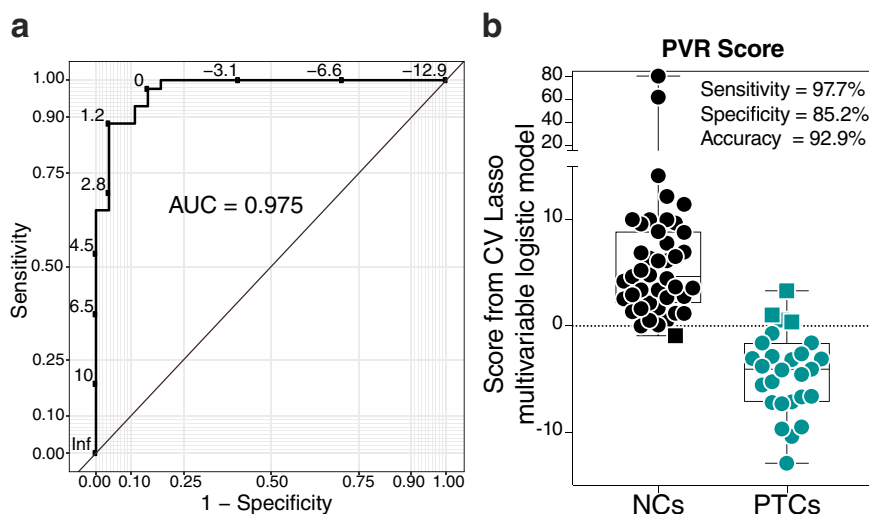 a
−3.1
−6.6
−12.9
0
1.2
2.8
4.5
6.5
10
Inf
1.00
0.90
0.75
0.50
0.25
0.10
0.00
Sensitivity
AUC = 0.975
0.00
0.10
0.25
0.50
0.75
0.90
1.00
1 − Specificity
b
PVR Score
Sensitivity = 97.7%
Specificity = 85.2%
Accuracy = 92.9%
Score from CV Lasso
multivariable logistic model
80
60
40
20
10
0
-10
NCs
PTCs